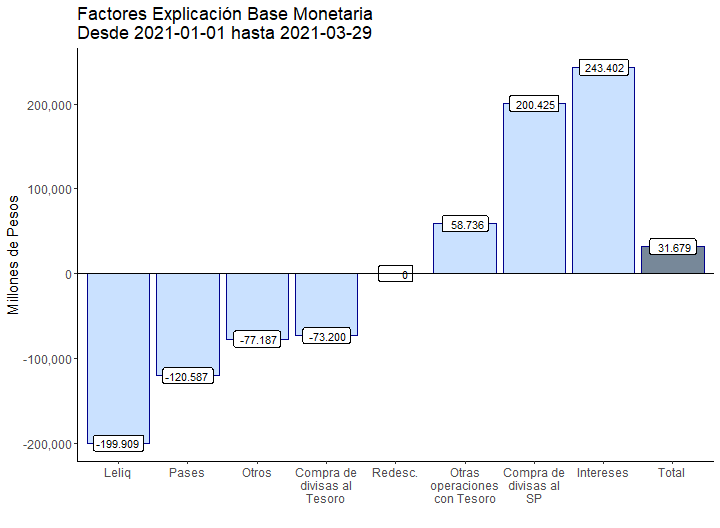 Factores Explicación Base Monetaria
Desde 2021-01-01 hasta 2021-03-29
Millones de Pesos
200,000
100,000
0
-100,000
-200,000
-199.909
-120.587
-77.187
-73.200
0
58.736
200.425
243.402
31.679
Leliq
Pases
Otros
Compra de
divisas al
Tesoro
Redesc.
Otras
operaciones
con Tesoro
Compra de
divisas al
SP
Intereses
Total